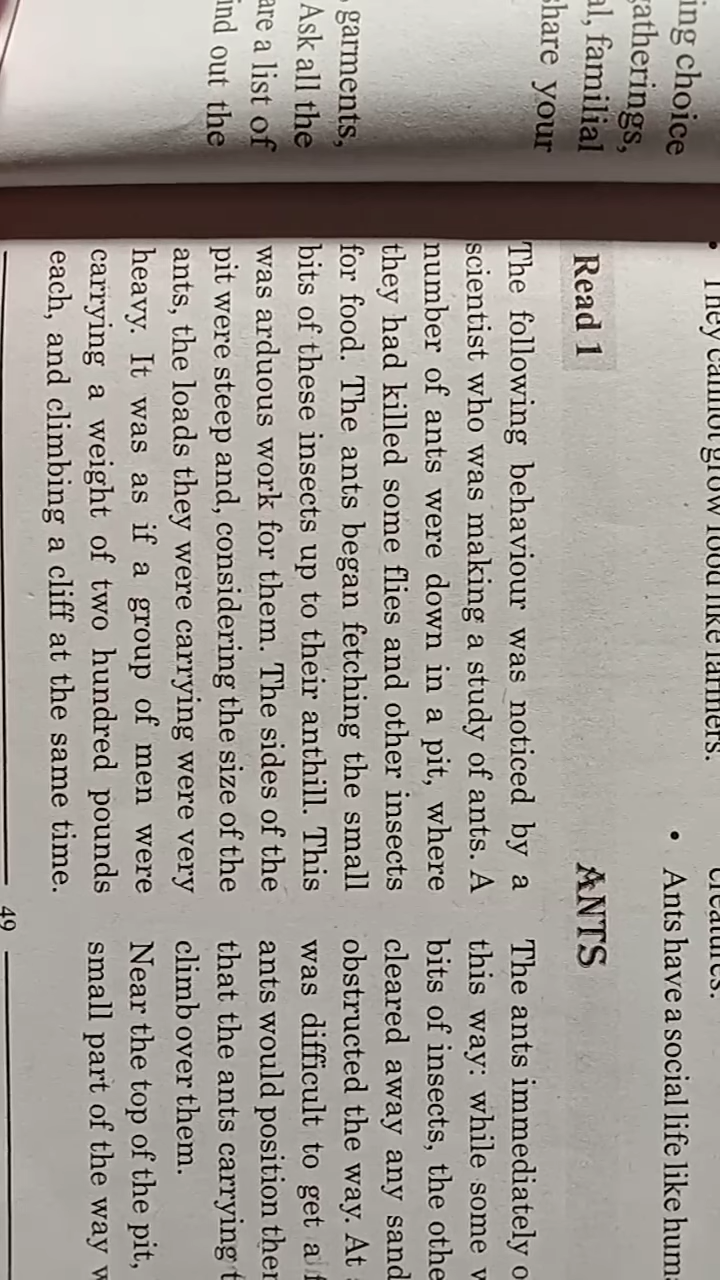 ing choice
gatherings,
al, familial
share your
garments,
Ask all the
are a list of
ind out the
They cannot grow food like farmers.
creatures.
• Ants have a social life like hum
Read 1
ANTS
The following behaviour was noticed by a
scientist who was making a study of ants. A
number of ants were down in a pit, where
they had killed some flies and other insects
for food. The ants began fetching the small
bits of these insects up to their anthill. This
was arduous work for them. The sides of the
pit were steep and, considering the size of the
ants, the loads they were carrying were very
heavy. It was as if a group of men were
carrying a weight of two hundred pounds
each, and climbing a cliff at the same time.
The ants immediately o
this way: while some w
bits of insects, the othe
cleared away any sand
obstructed the way. At
was difficult to get a f
ants would position them
that the ants carrying t
climb over them.
Near the top of the pit,
small part of the way w
49